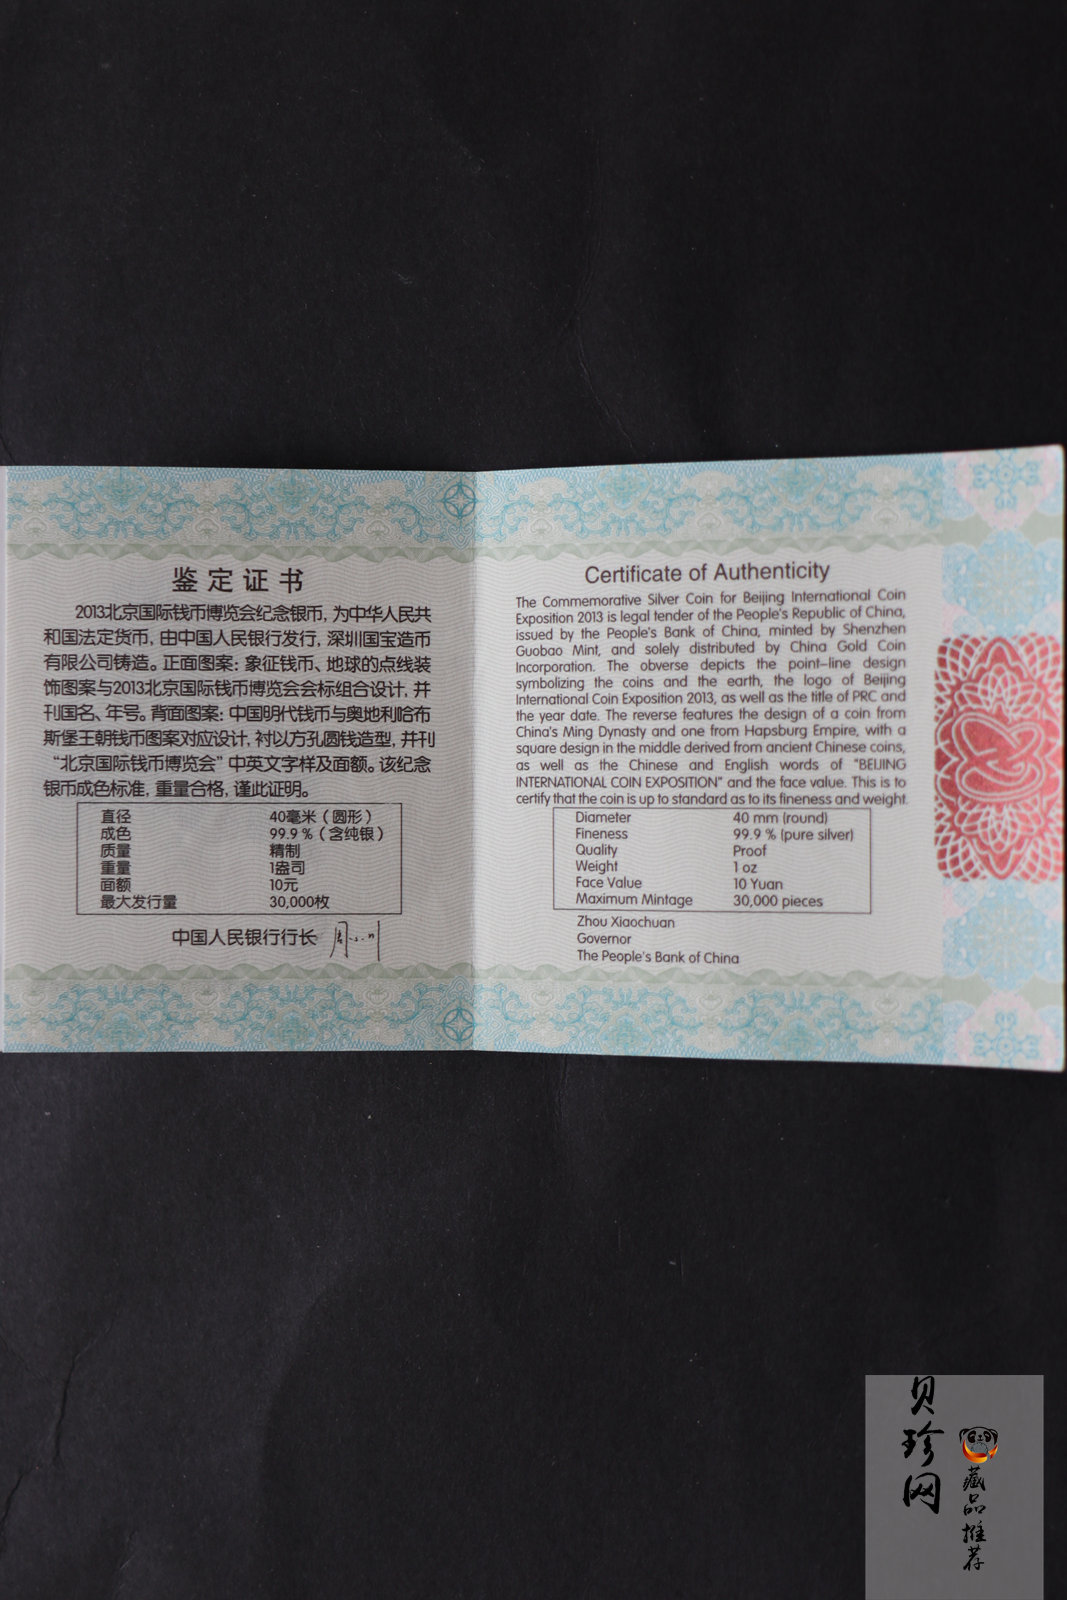 鉴定证书
2013北京国际钱币博览会纪念银币，为中华人民共
和国法定货币，由中国人民银行发行，深圳国宝造币
有限公司铸造。正面图案：象征钱币、地球的点线装
饰图案与2013北京国际钱币博览会会标组合设计，并
刊国名、年号。背面图案：中国明代钱币与奥地利哈布
斯堡王朝钱币图案对应设计，衬以方孔圆钱造型，并刊
“北京国际钱币博览会”中英文字样及面额。该纪念
银币成色标准，重量合格，谨此证明。
直径 40毫米（圆形）
成色 99.9％（含纯银）
质量 精制
重量 1盎司
面额 10元
最大发行量 30,000枚
中国人民银行行长 周小川
Certificate of Authenticity
The Commemorative Silver Coin for Beijing International Coin
Exposition 2013 is legal tender of the People's Republic of China,
issued by the People's Bank of China, minted by Shenzhen
Guobao Mint, and solely distributed by China Gold Coin
Incorporation. The obverse depicts the point–line design
symbolizing the coins and the earth, the logo of Beijing
International Coin Exposition 2013, as well as the title of PRC and
the year date. The reverse features the design of a coin from
China's Ming Dynasty and one from Hapsburg Empire, with a
square design in the middle derived from ancient Chinese coins,
as well as the Chinese and English words of "BEIJING
INTERNATIONAL COIN EXPOSITION" and the face value. This is to
certify that the coin is up to standard as to its fineness and weight.
Diameter 40 mm (round)
Fineness 99.9 % (pure silver)
Quality Proof
Weight 1 oz
Face Value 10 Yuan
Maximum Mintage 30,000 pieces
Zhou Xiaochuan
Governor
The People's Bank of China
贝珍网
藏品推荐